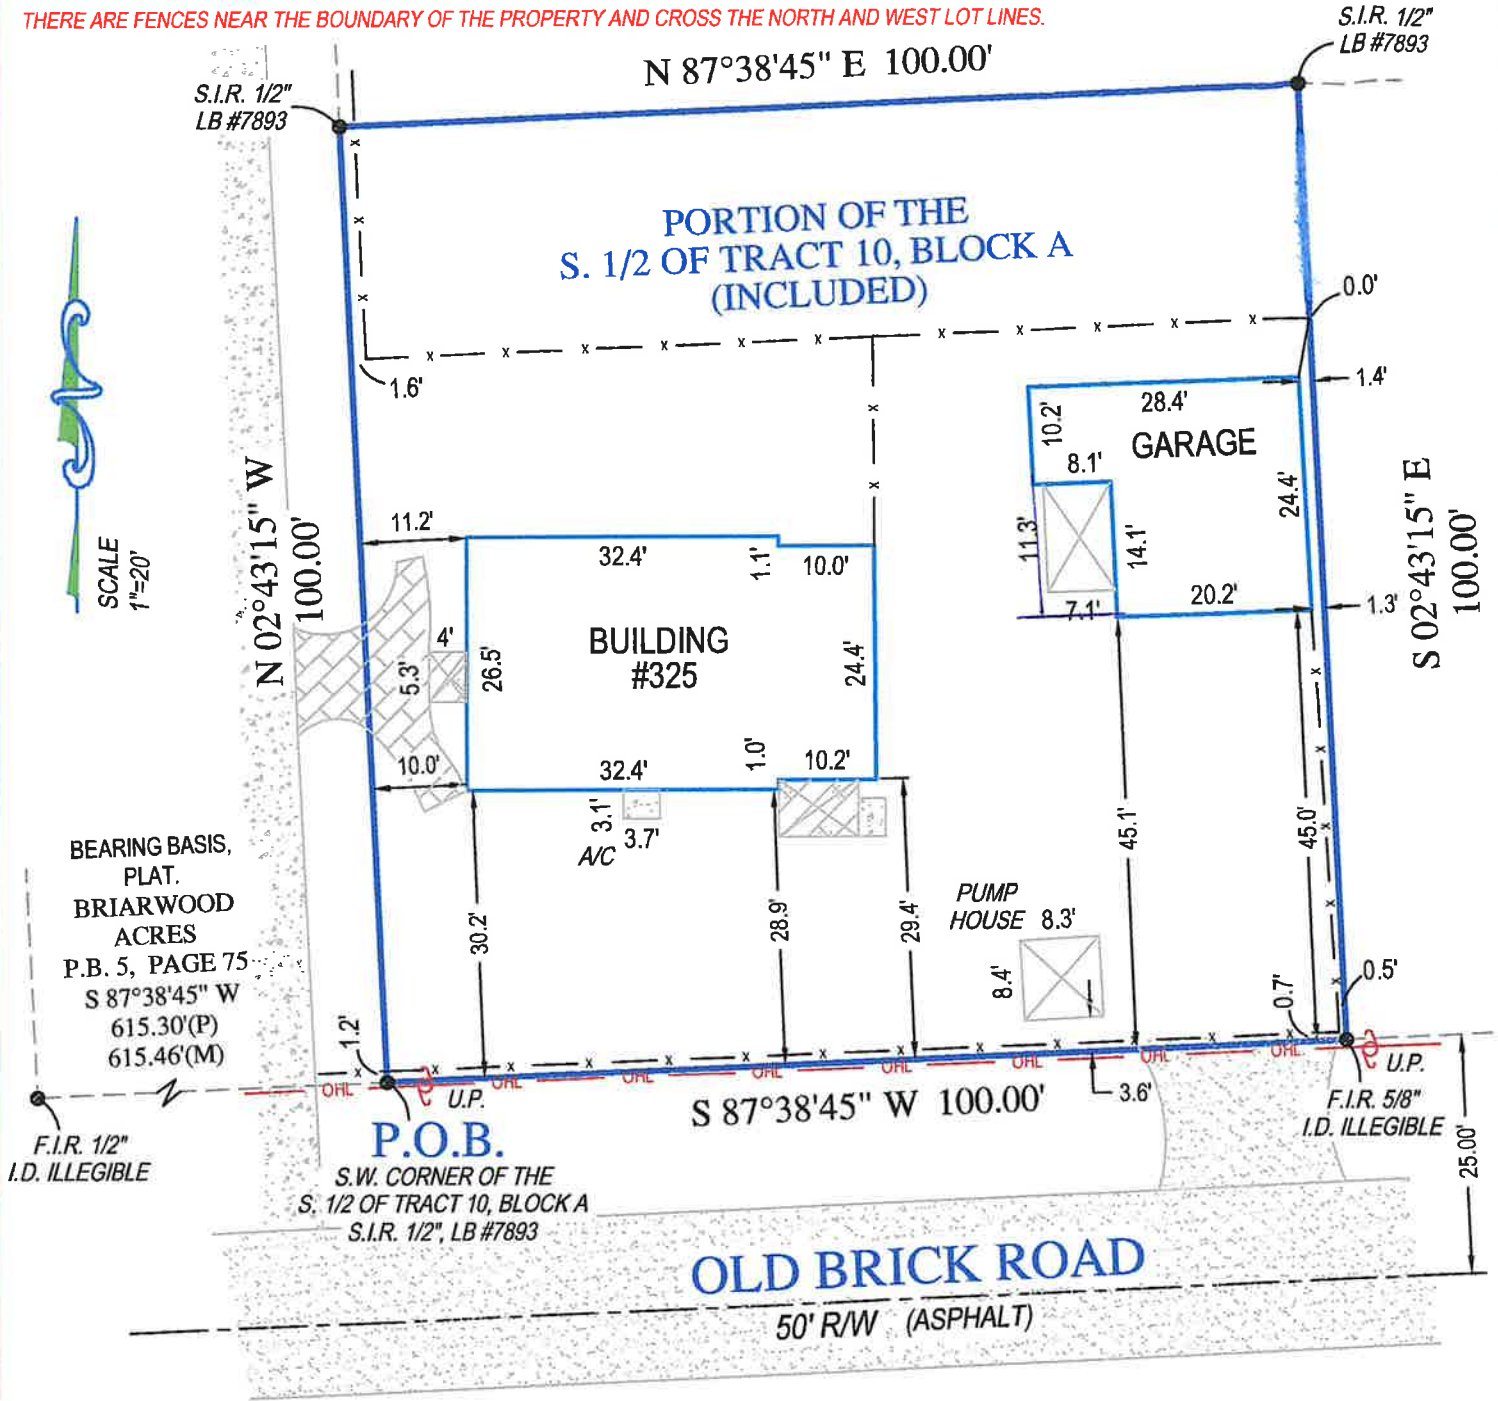 THERE ARE FENCES NEAR THE BOUNDARY OF THE PROPERTY AND CROSS THE NORTH AND WEST LOT LINES.
S.I.R. 1/2"
LB #7893
N 87°38'45" E 100.00'
S.I.R. 1/2"
LB #7893
PORTION OF THE
S. 1/2 OF TRACT 10, BLOCK A
(INCLUDED)
0.0'
1.6'
1.4'
28.4'
10.2'
GARAGE
8.1'
24.4'
11.3'
14.1'
7.1'
20.2'
1.3'
SCALE
1"=20'
N 02°43'15" W
100.00'
S 02°43'15" E
100.00'
11.2'
32.4'
1.1'
10.0'
BUILDING
#325
4'
5.3'
26.5'
24.4'
10.0'
32.4'
1.0'
10.2'
3.1'
3.7'
A/C
30.2'
28.9'
29.4'
45.1'
45.0'
PUMP
HOUSE
8.3'
8.4'
0.7'
0.5'
BEARING BASIS,
PLAT.
BRIARWOOD
ACRES
P.B. 5, PAGE 75
S 87°38'45" W
615.30'(P)
615.46'(M)
1.2'
OHL
OHL
OHL
OHL
OHL
OHL
OHL
OHL
U.P.
U.P.
S 87°38'45" W 100.00'
3.6'
F.I.R. 1/2"
I.D. ILLEGIBLE
F.I.R. 5/8"
I.D. ILLEGIBLE
25.00'
P.O.B.
S.W. CORNER OF THE
S. 1/2 OF TRACT 10, BLOCK A
S.I.R. 1/2", LB #7893
OLD BRICK ROAD
50' R/W (ASPHALT)